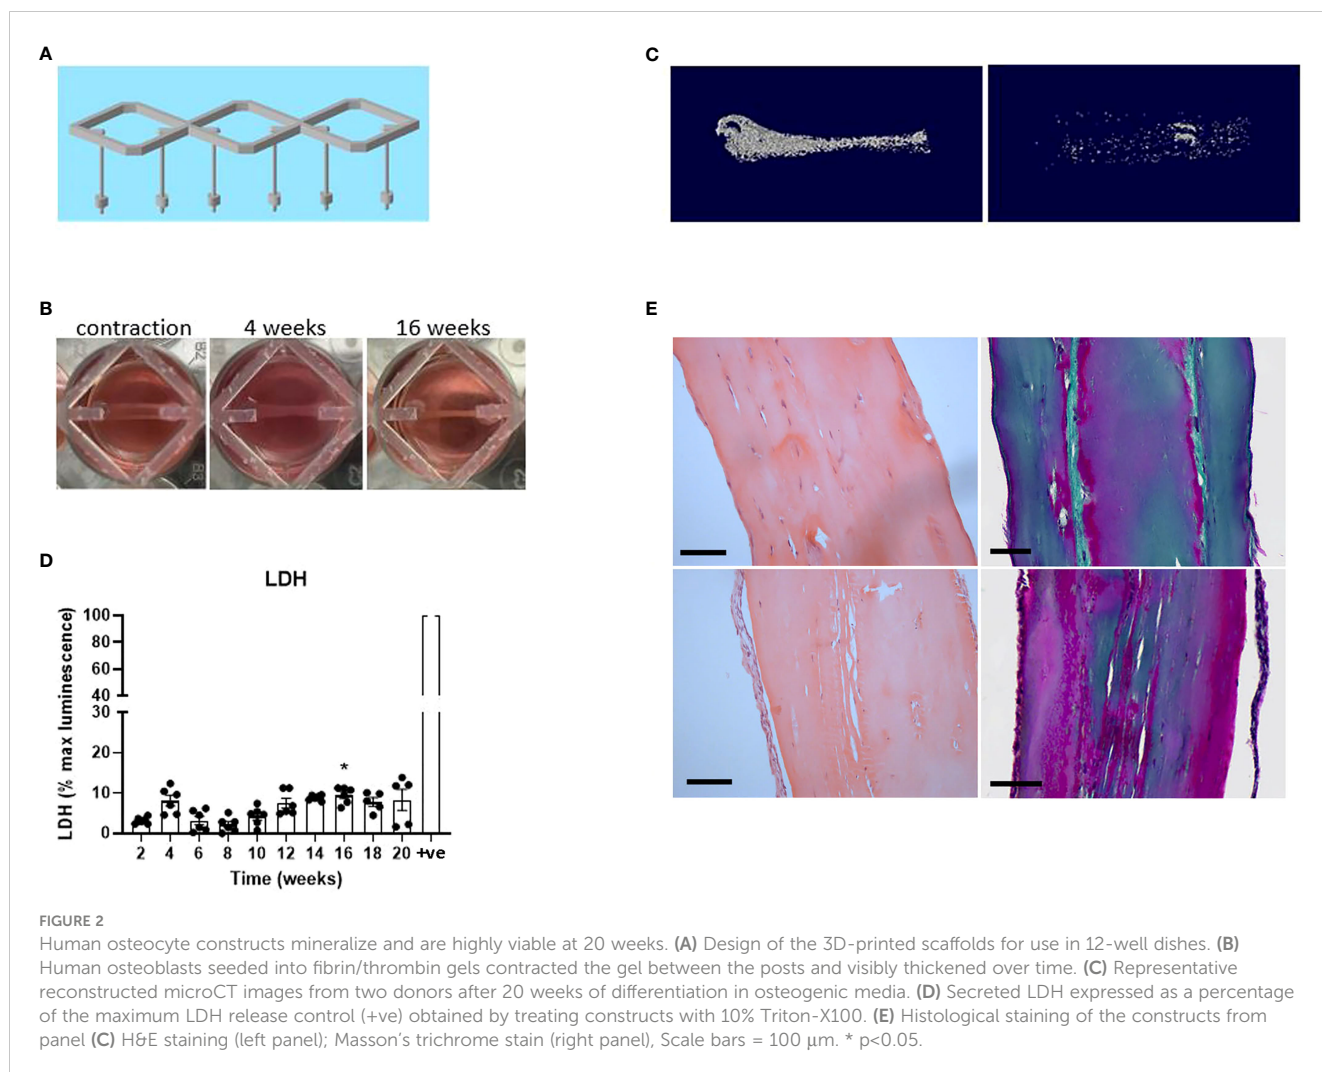 A
C
B
contraction
4 weeks
16 weeks
E
D
LDH
LDH (% max luminescence)
100
80
60
40
30
20
10
0
*
2 4 6 8 10 12 14 16 18 20 +ve
Time (weeks)
FIGURE 2
Human osteocyte constructs mineralize and are highly viable at 20 weeks. (A) Design of the 3D-printed scaffolds for use in 12-well dishes. (B)
Human osteoblasts seeded into fibrin/thrombin gels contracted the gel between the posts and visibly thickened over time. (C) Representative
reconstructed microCT images from two donors after 20 weeks of differentiation in osteogenic media. (D) Secreted LDH expressed as a percentage
of the maximum LDH release control (+ve) obtained by treating constructs with 10% Triton-X100. (E) Histological staining of the constructs from
panel (C) H&E staining (left panel); Masson's trichrome stain (right panel), Scale bars = 100 μm. * p<0.05.